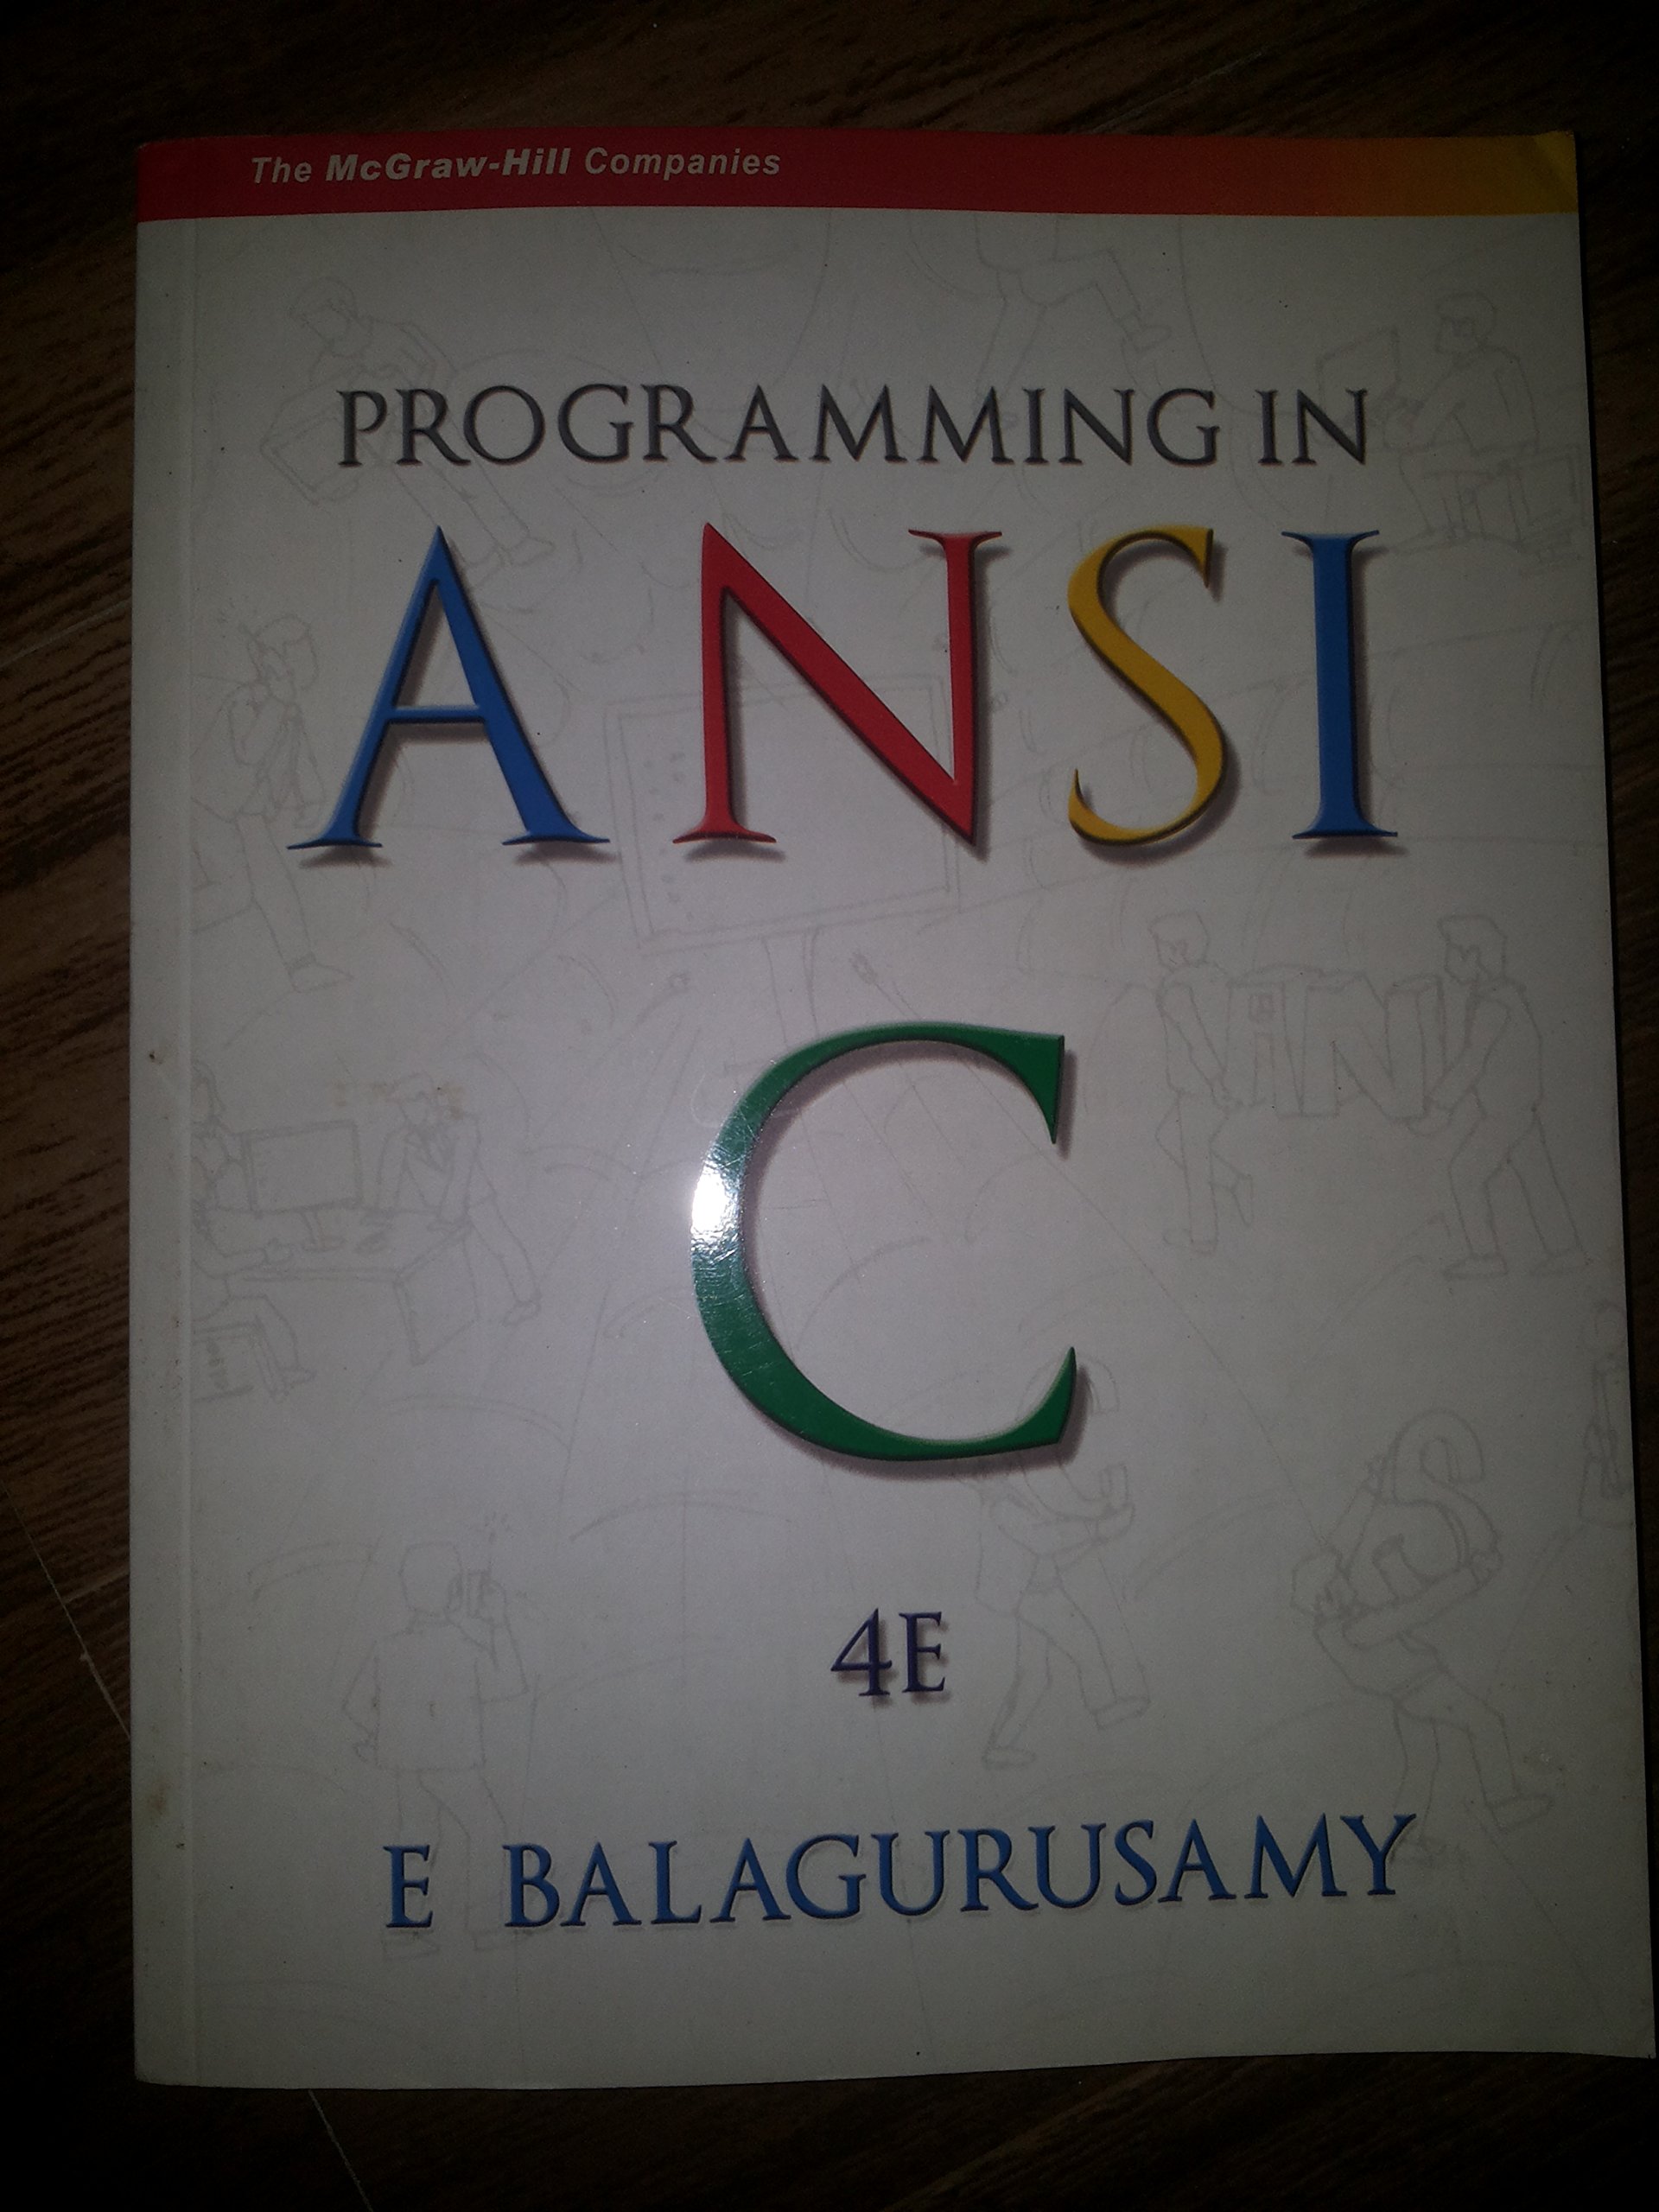 The McGraw-Hill Companies
PROGRAMMING IN
ANSI
C
4E
E BALAGURUSAMY